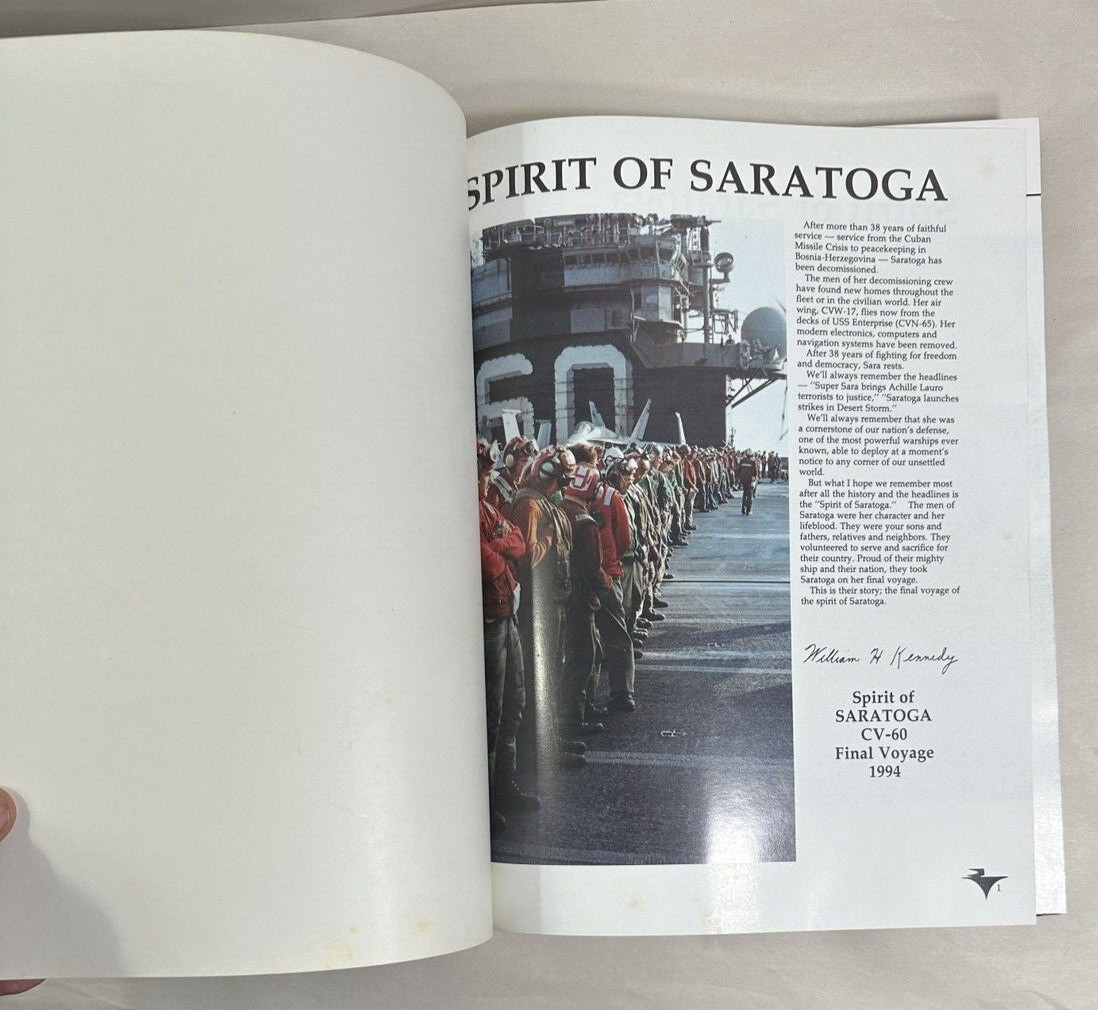 SPIRIT OF SARATOGA
After more than 38 years of faithful
service — service from the Cuban
Missile Crisis to peacekeeping in
Bosnia-Herzegovina — Saratoga has
been decomissioned.
The men of her decomissioning crew
have found new homes throughout the
fleet or in the civilian world. Her air
wing, CVW-17, flies now from the
decks of USS Enterprise (CVN-65). Her
modern electronics, computers and
navigation systems have been removed.
After 38 years of fighting for freedom
and democracy, Sara rests.
We'll always remember the headlines
— "Super Sara brings Achille Lauro
terrorists to justice," "Saratoga launches
strikes in Desert Storm."
We'll always remember that she was
a cornerstone of our nation's defense,
one of the most powerful warships ever
known, able to deploy at a moment's
notice to any corner of our unsettled
world.
But what I hope we remember most
after all the history and the headlines is
the "Spirit of Saratoga." The men of
Saratoga were her character and her
lifeblood. They were your sons and
fathers, relatives and neighbors. They
volunteered to serve and sacrifice for
their country. Proud of their mighty
ship and their nation, they took
Saratoga on her final voyage.
This is their story; the final voyage of
the spirit of Saratoga.
William H Kennedy
Spirit of
SARATOGA
CV-60
Final Voyage
1994
1